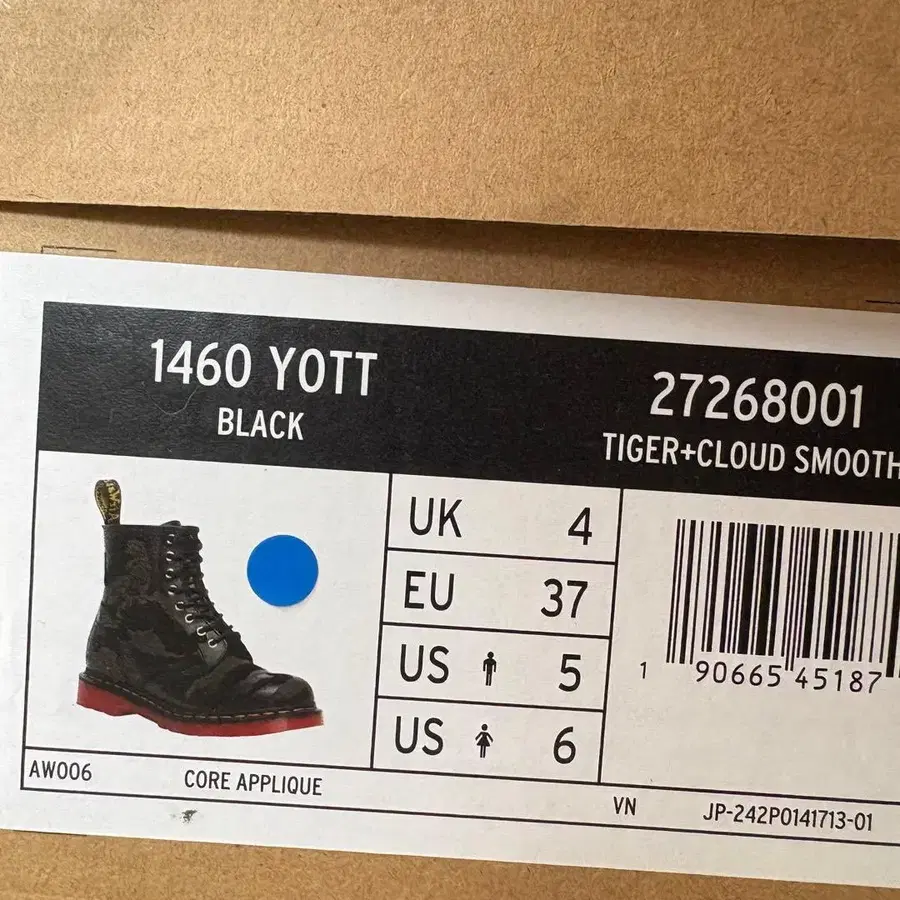 1460 YOTT
BLACK
27268001
TIGER+CLOUD SMOOTH
UK 4
EU 37
US 5
US 6
1 90665 45187
AW006
CORE APPLIQUE
VN
JP-242P0141713-01